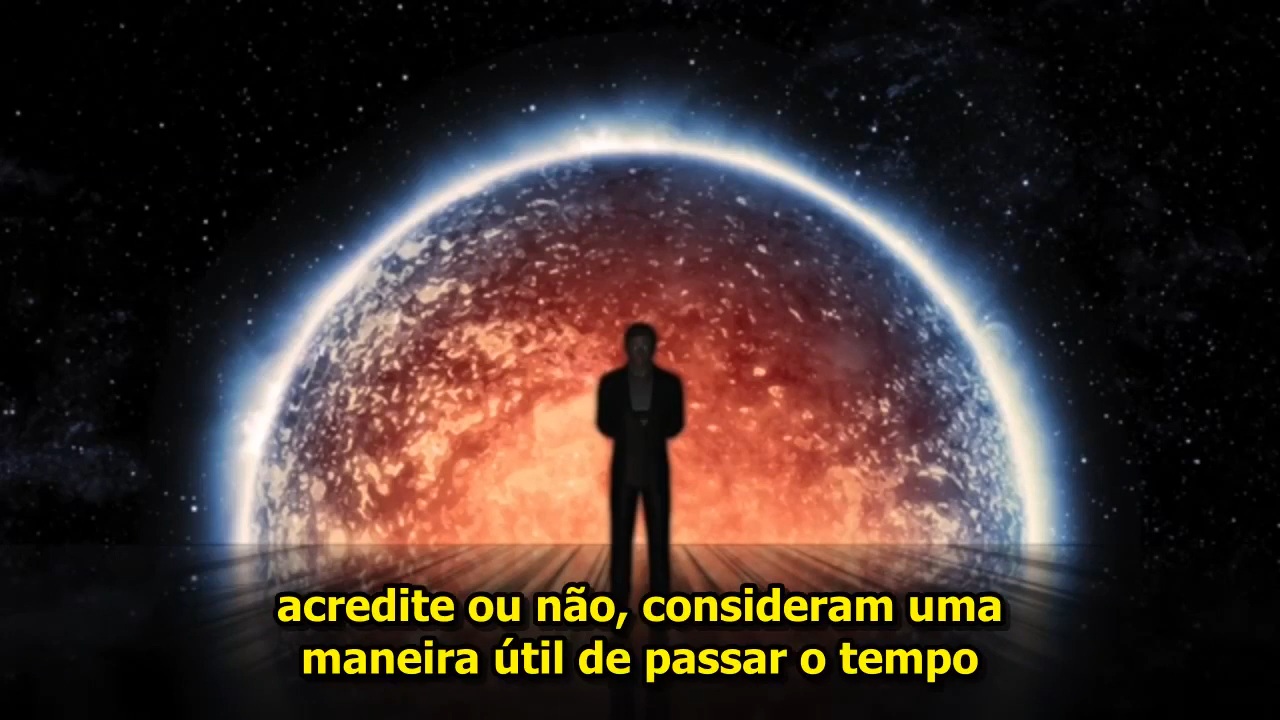 acredite ou não, consideram uma
maneira útil de passar o tempo